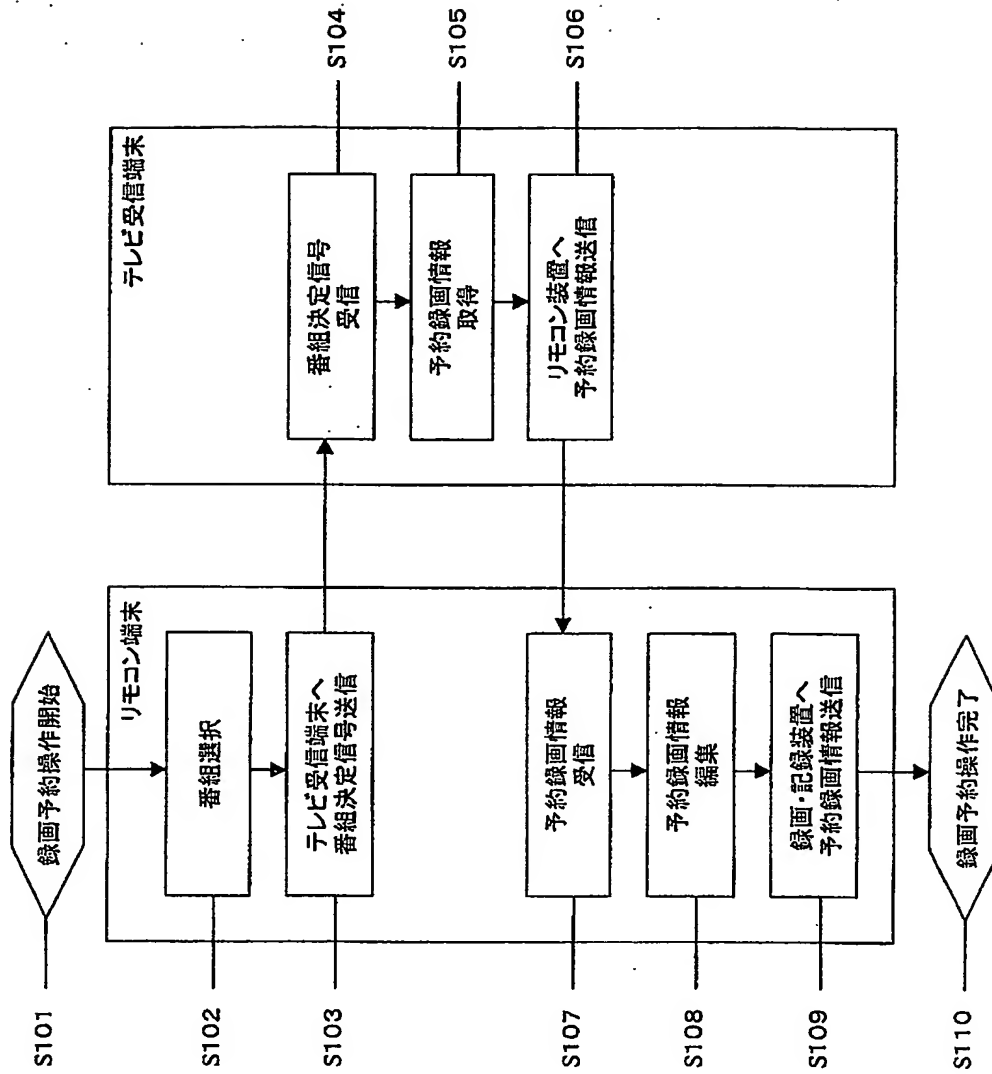 S101
録画予約操作開始
リモコン端末
S102
番組選択
S103
テレビ受信端末へ
番組決定信号送信
テレビ受信端末
番組決定信号
受信
S104
予約録画情報
取得
S105
リモコン装置へ
予約録画情報送信
S106
S107
予約録画情報
受信
S108
予約録画情報
編集
S109
録画・記録装置へ
予約録画情報送信
S110
録画予約操作完了